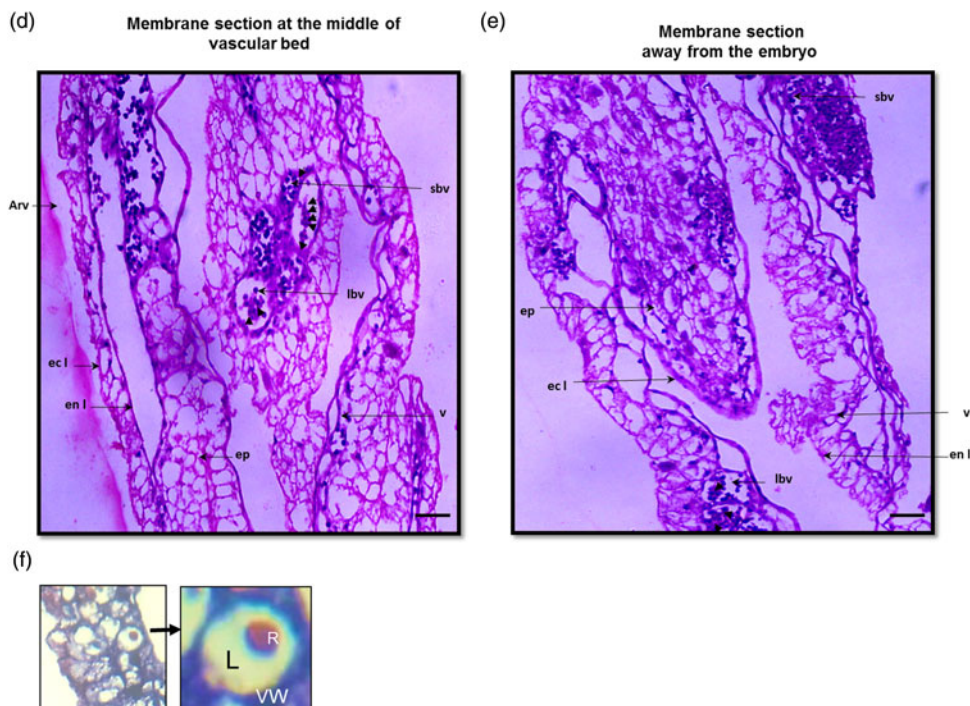 (d)
Membrane section at the middle of
vascular bed
(e)
Membrane section
away from the embryo
Arv
ec l
en l
ep
sbv
lbv
v
sbv
ep
ec l
lbv
v
en l
(f)
L
R
VW